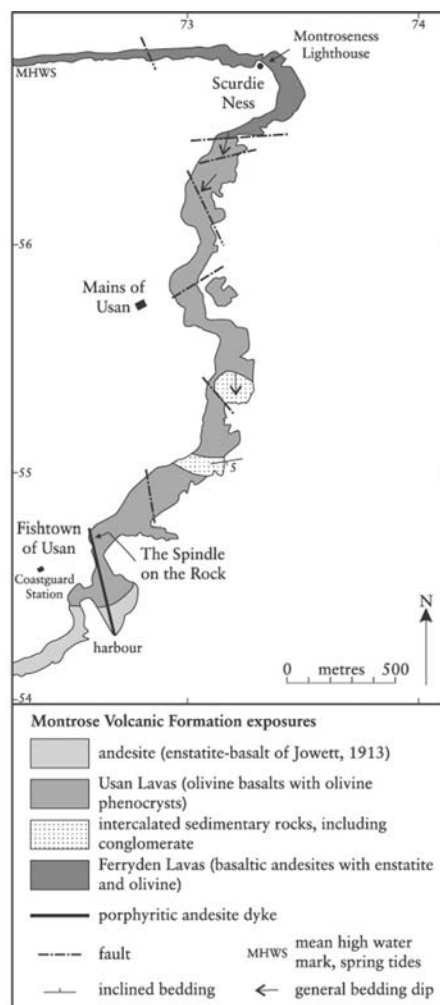 73
74
Montroseness
Lighthouse
MHWS
Scurdie
Ness
56
Mains of
Usan
55
5
Fishtown
of Usan
The Spindle
on the Rock
Coastguard
Station
harbour
N
0 metres 500
54
Montrose Volcanic Formation exposures
andesite (enstatite-basalt of Jowett, 1913)
Usan Lavas (olivine basalts with olivine
phenocrysts)
intercalated sedimentary rocks, including
conglomerate
Ferryden Lavas (basaltic andesites with enstatite
and olivine)
porphyritic andesite dyke
fault
MHWS mean high water
mark, spring tides
inclined bedding
general bedding dip